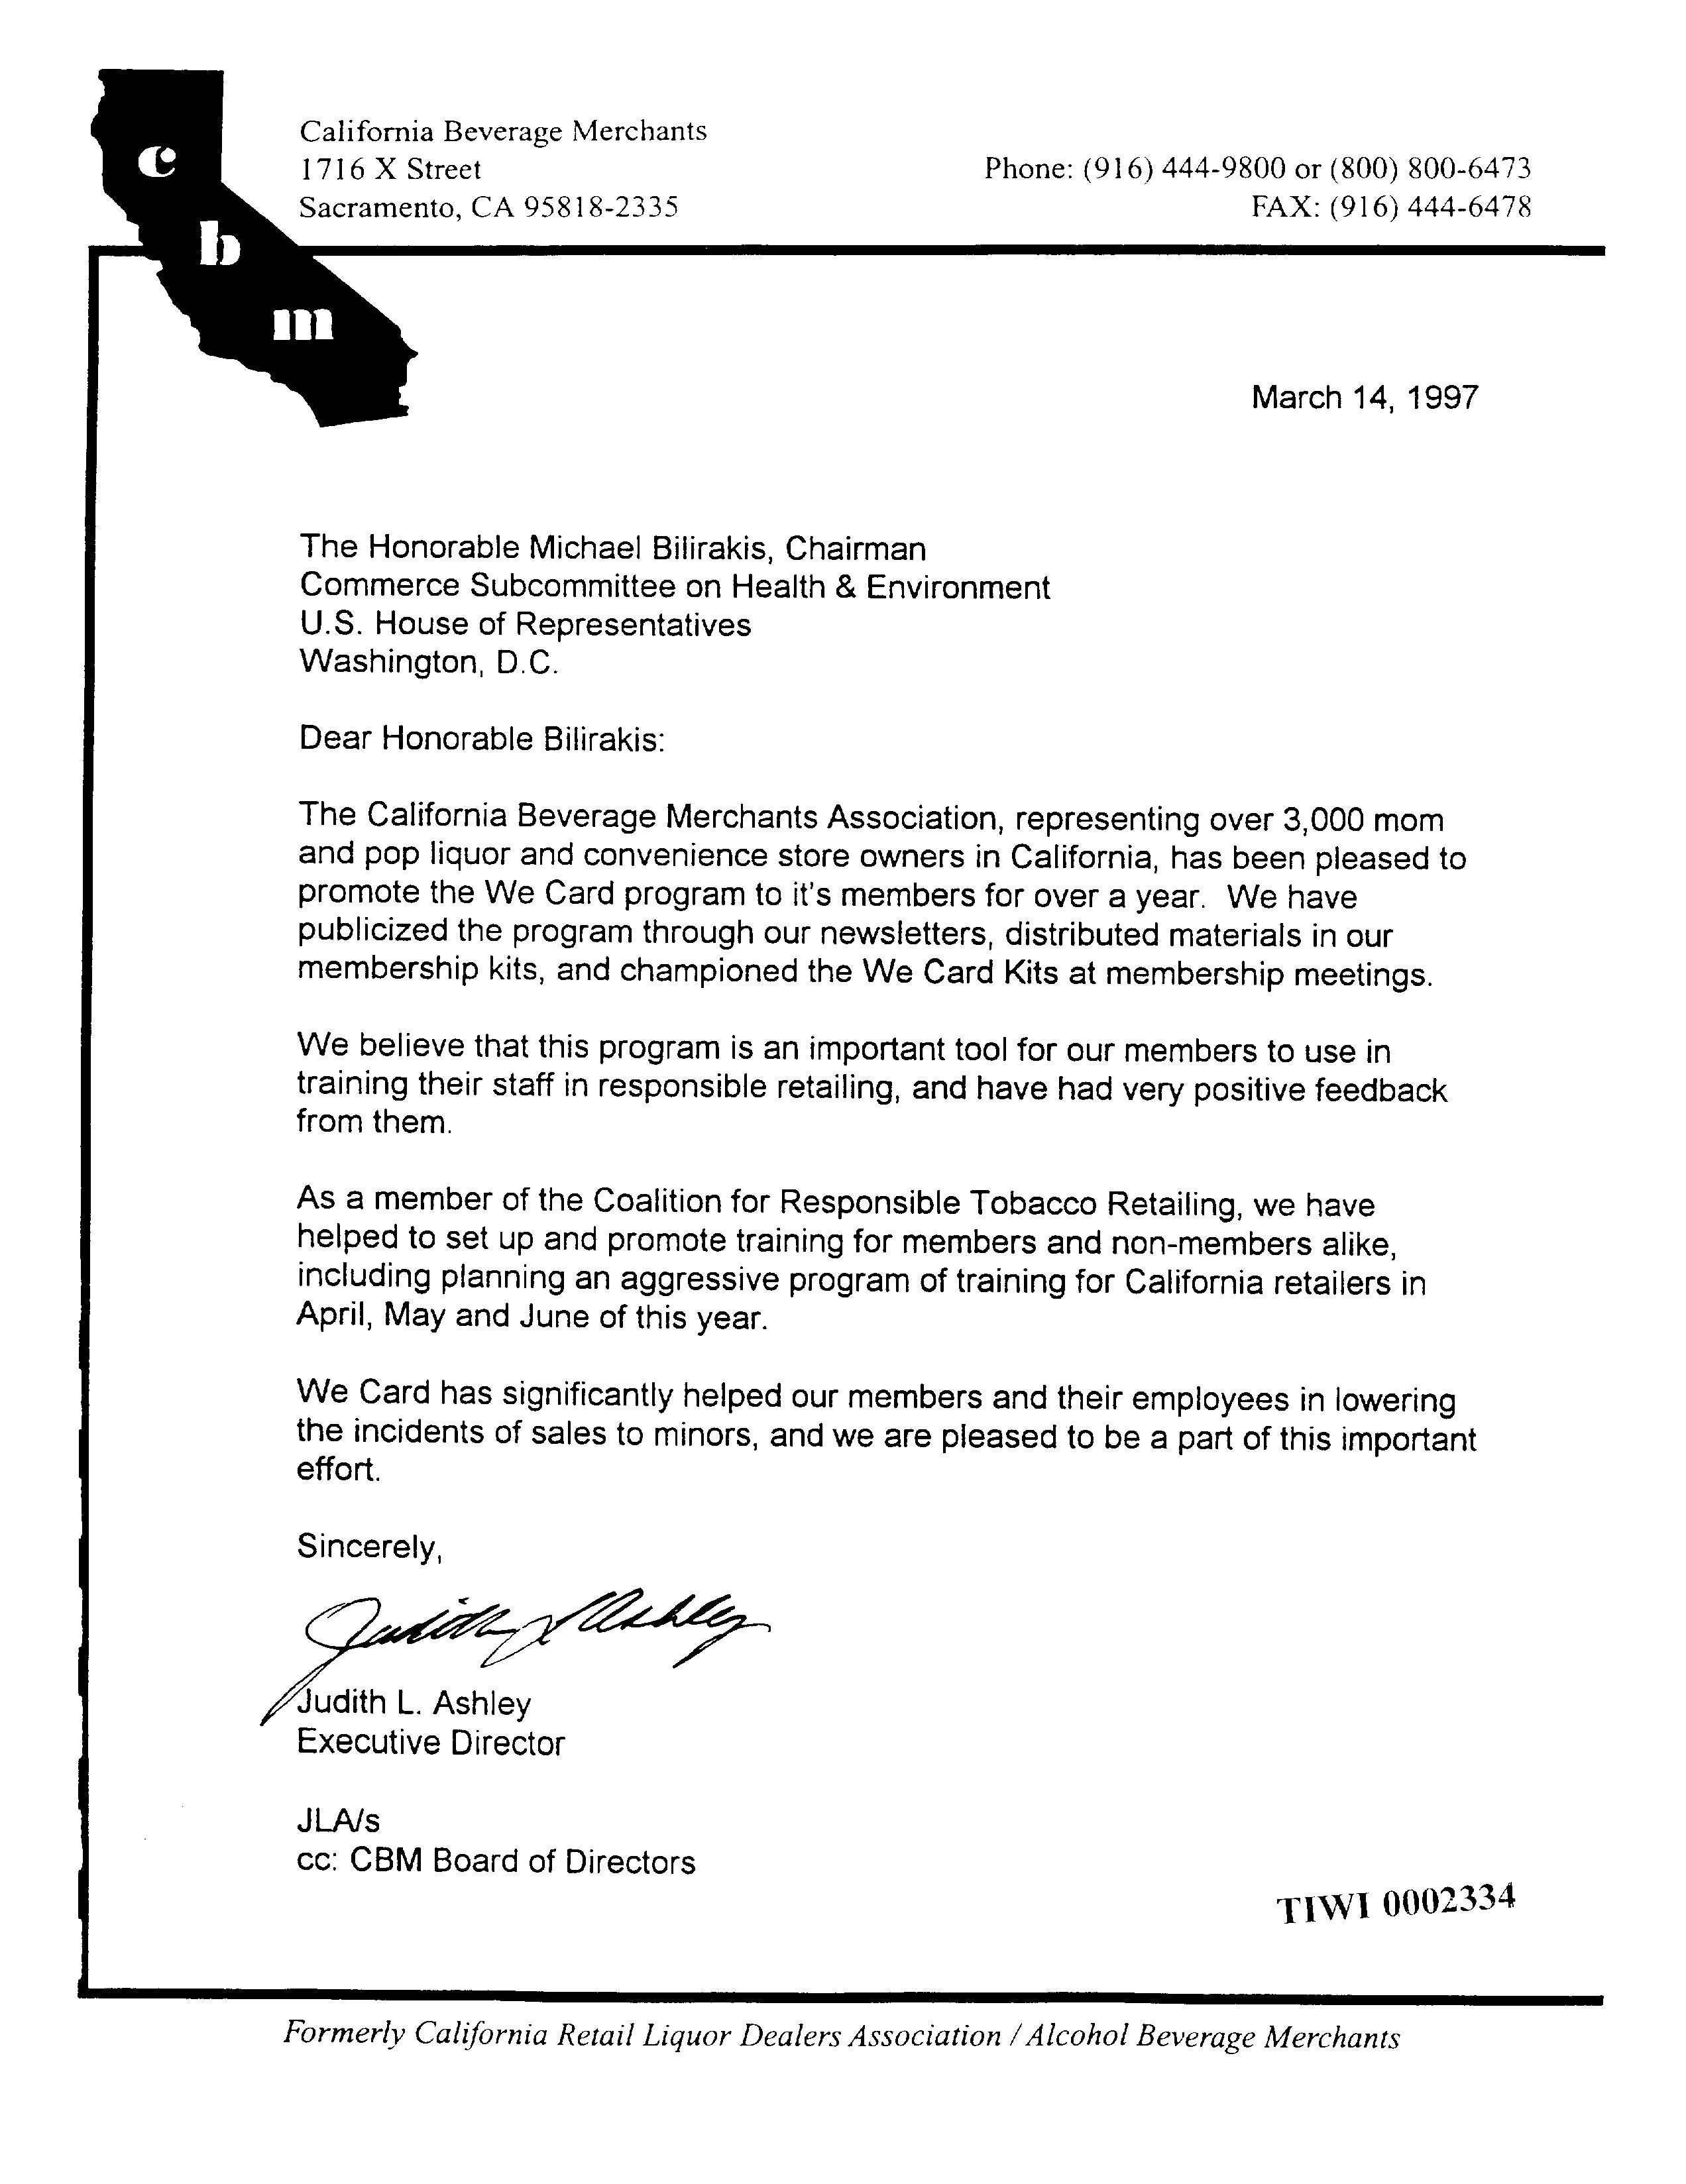 c
b
m
California Beverage Merchants
1716 X Street
Sacramento, CA 95818-2335
Phone: (916) 444-9800 or (800) 800-6473
FAX: (916) 444-6478
March 14, 1997
The Honorable Michael Bilirakis, Chairman
Commerce Subcommittee on Health & Environment
U.S. House of Representatives
Washington, D.C.
Dear Honorable Bilirakis:
The California Beverage Merchants Association, representing over 3,000 mom
and pop liquor and convenience store owners in California, has been pleased to
promote the We Card program to it's members for over a year. We have
publicized the program through our newsletters, distributed materials in our
membership kits, and championed the We Card Kits at membership meetings.
We believe that this program is an important tool for our members to use in
training their staff in responsible retailing, and have had very positive feedback
from them.
As a member of the Coalition for Responsible Tobacco Retailing, we have
helped to set up and promote training for members and non-members alike,
including planning an aggressive program of training for California retailers in
April, May and June of this year.
We Card has significantly helped our members and their employees in lowering
the incidents of sales to minors, and we are pleased to be a part of this important
effort.
Sincerely,
Judith L Ashley
Judith L. Ashley
Executive Director
JLA/s
cc: CBM Board of Directors
TIWI 0002334
Formerly California Retail Liquor Dealers Association / Alcohol Beverage Merchants